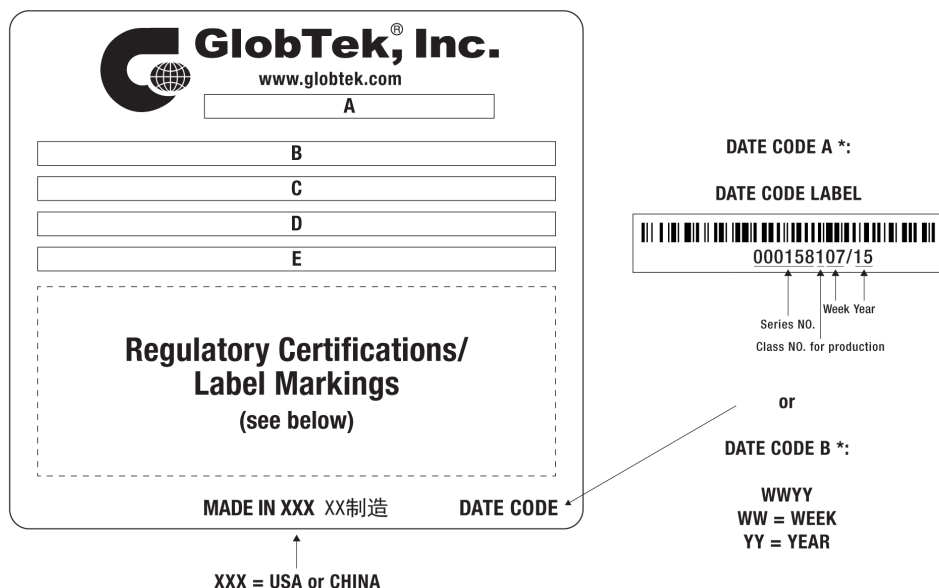 GlobTek,® Inc.
www.globtek.com
A
B
C
D
E
Regulatory Certifications/
Label Markings
(see below)
MADE IN XXX XX制造 DATE CODE
XXX = USA or CHINA
DATE CODE A *:
DATE CODE LABEL
000158107/15
Week Year
Series NO.
Class NO. for production
or
DATE CODE B *:
WWYY
WW = WEEK
YY = YEAR